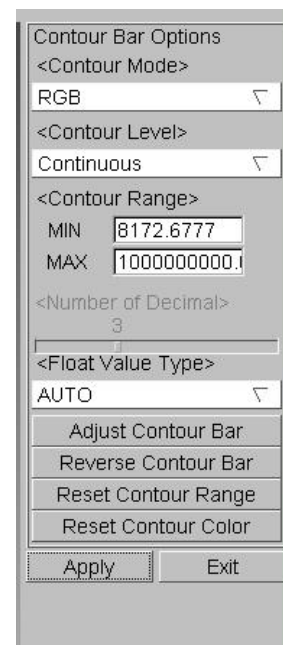 Contour Bar Options
<Contour Mode>
RGB
<Contour Level>
Continuous
<Contour Range>
MIN 8172.6777
MAX 1000000000.
<Number of Decimal>
3
<Float Value Type>
AUTO
Adjust Contour Bar
Reverse Contour Bar
Reset Contour Range
Reset Contour Color
Apply Exit